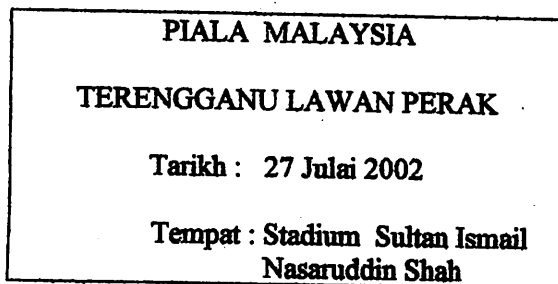 PIALA MALAYSIA
TERENGGANU LAWAN PERAK
Tarikh : 27 Julai 2002
Tempat : Stadium Sultan Ismail
Nasaruddin Shah